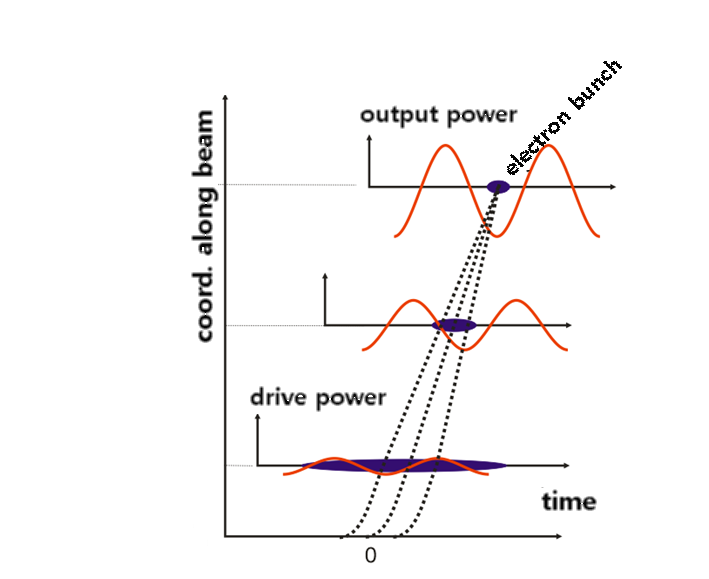 electron bunch
output power
coord. along beam
drive power
time
0